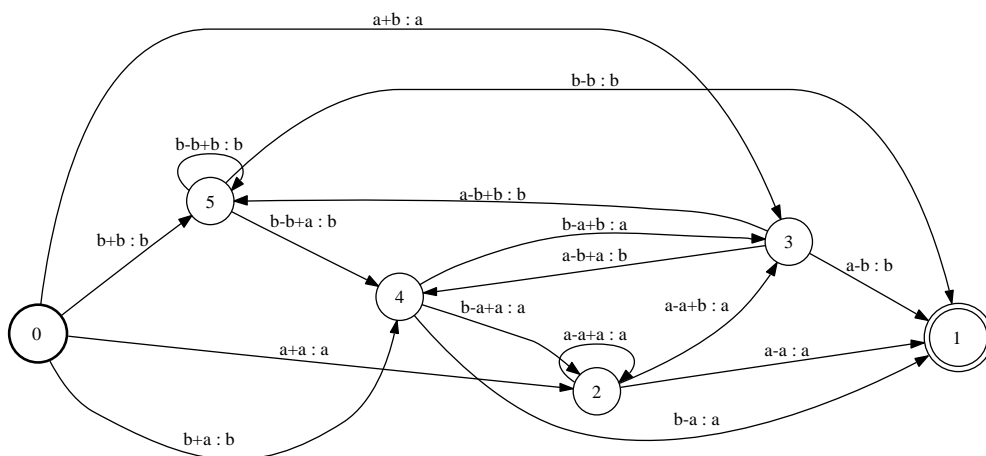 a+b : a
b-b : b
b-b+b : b
a-b+b : b
5
b-b+a : b
b-a+b : a
b+b : b
3
a-b+a : b
a-b : b
4
b-a+a : a
a-a+b : a
0
a-a+a : a
1
a+a : a
a-a : a
2
b-a : a
b+a : b